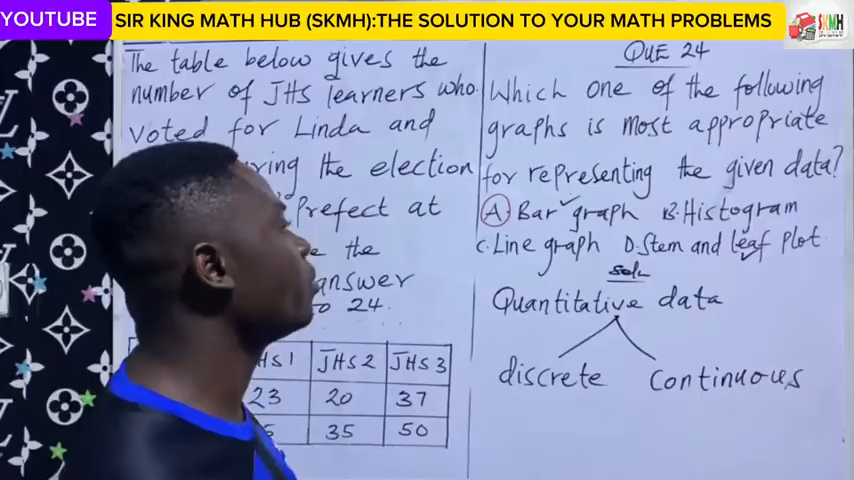 YOUTUBE
SIR KING MATH HUB (SKMH):THE SOLUTION TO YOUR MATH PROBLEMS
SKMH
The table below gives the
number of JHS learners who
voted for Linda and
the election
prefect at
the
answer
to 24.
JHS 2 JHS 3
23 20 37
35 50
QUE 24
Which one of the following
graphs is most appropriate
for representing the given data?
A. Bar graph B. Histogram
C. Line graph D. Stem and leaf plot
soln
Quantitative data
discrete continuous